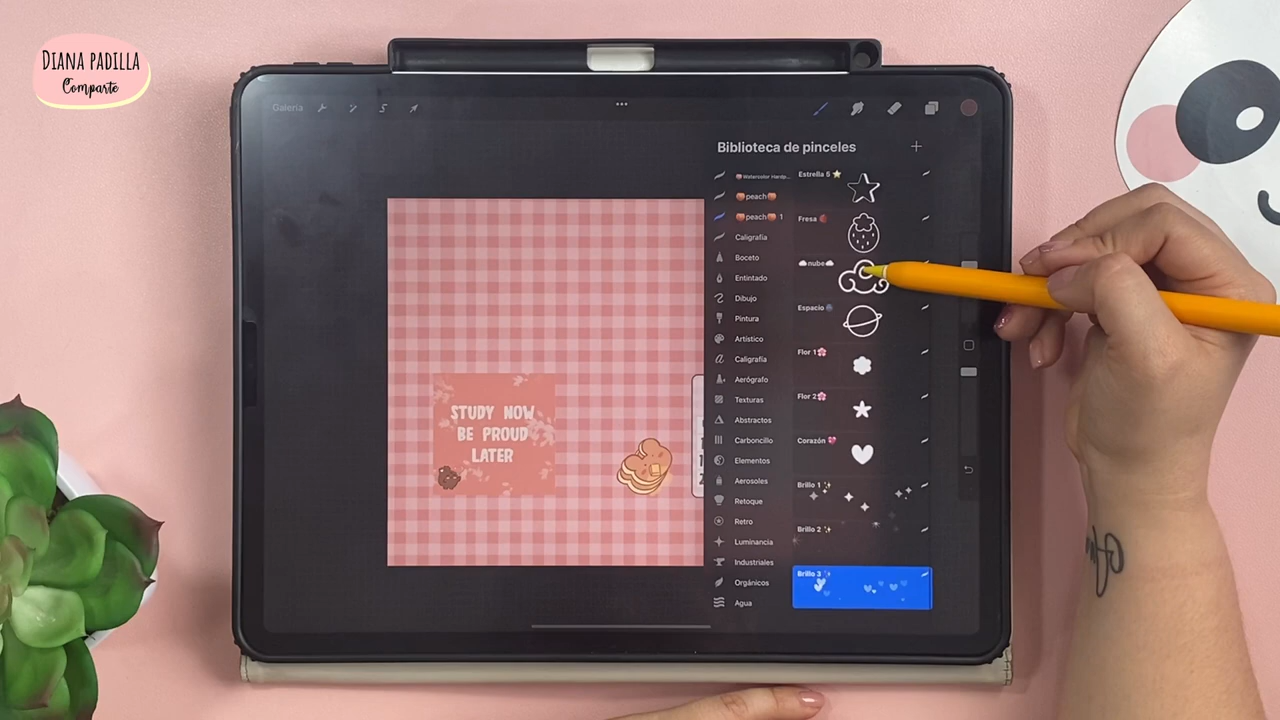 DIANA PADILLA
Comparte
Galería
Biblioteca de pinceles
Watercolor Hardp...
peach
peach 1
Caligrafía
Boceto
Entintado
Dibujo
Pintura
Artístico
Caligrafía
Aerógrafo
Texturas
Abstractos
Carboncillo
Elementos
Aerosoles
Retoque
Retro
Luminancia
Industriales
Orgánicos
Agua
Estrella 5
Fresa
nube
Espacio
Flor 1
Flor 2
Corazón
Brillo 1
Brillo 2
Brillo 3
STUDY NOW
BE PROUD
LATER